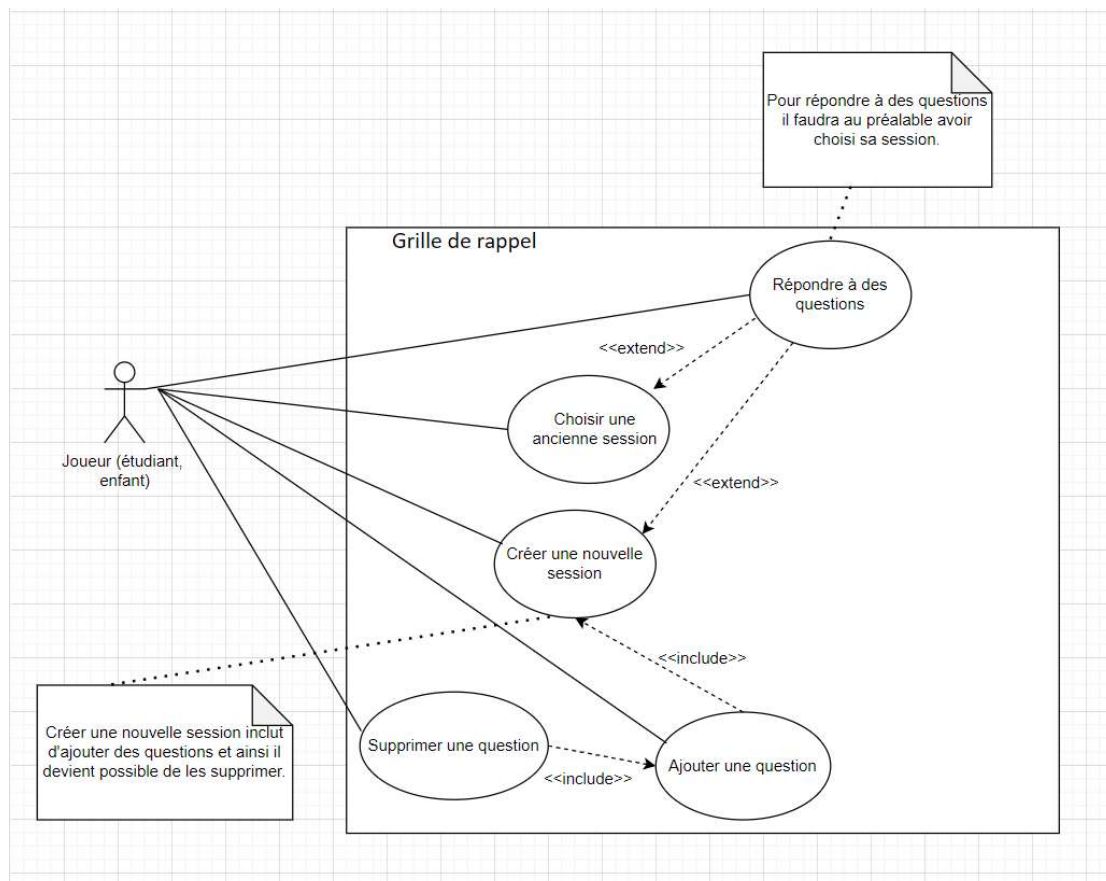 Pour répondre à des questions
il faudra au préalable avoir
choisi sa session.
Grille de rappel
Répondre à des
questions
<<extend>>
Choisir une
ancienne session
Joueur (étudiant,
enfant)
<<extend>>
Créer une nouvelle
session
<<include>>
Créer une nouvelle session inclut
d'ajouter des questions et ainsi il
devient possible de les supprimer.
Supprimer une question
<<include>>
Ajouter une question